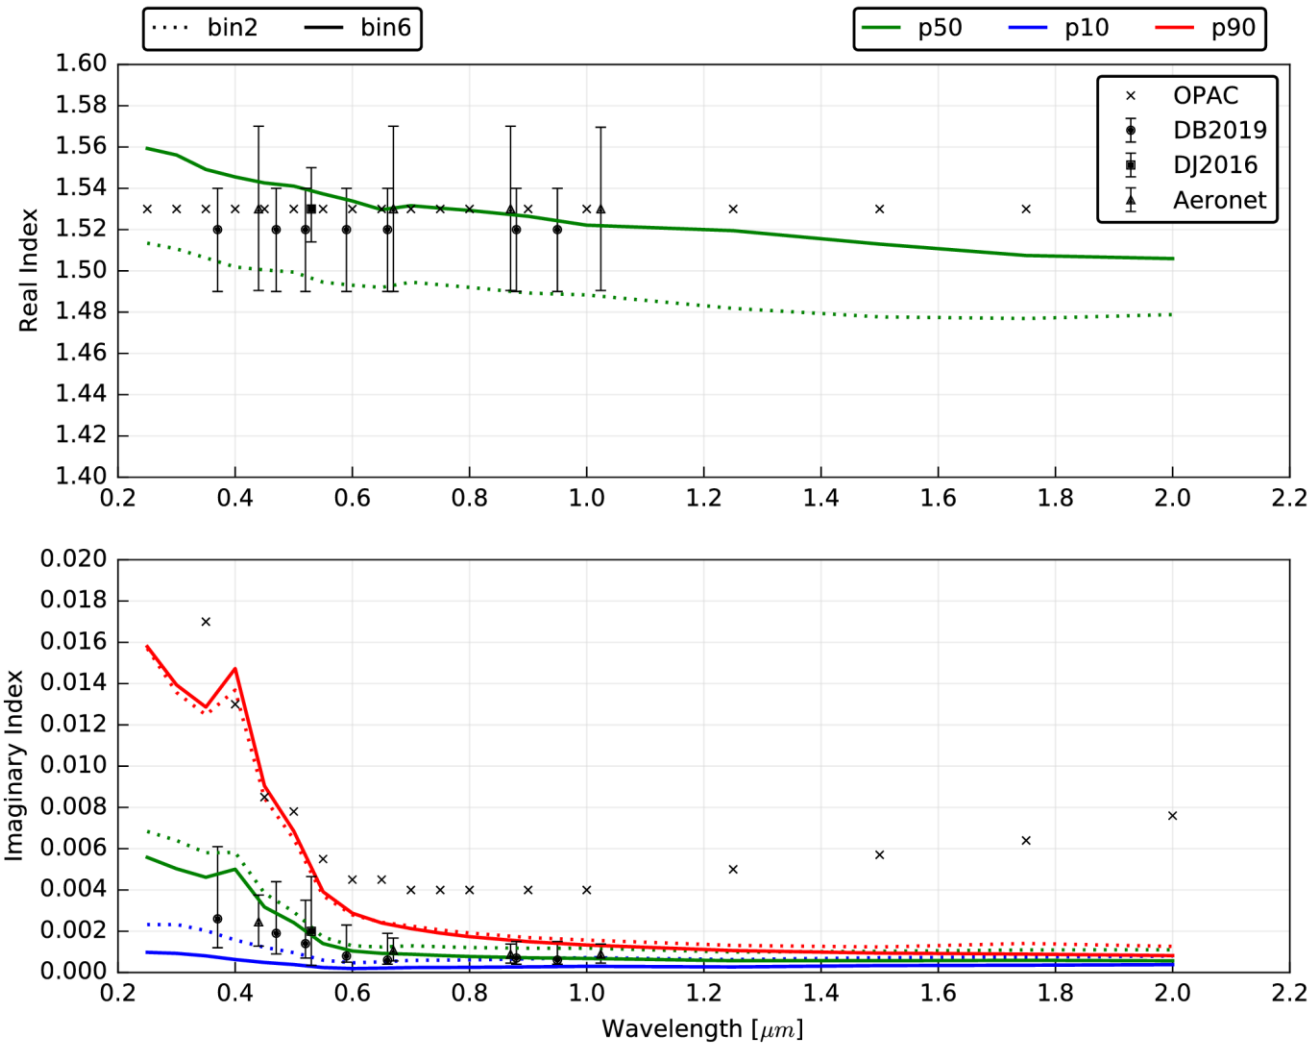 bin2 bin6 p50 p10 p90
1.60
1.58
1.56
1.54
1.52
1.50
1.48
1.46
1.44
1.42
1.40
Real Index
OPAC
DB2019
DJ2016
Aeronet
0.2 0.4 0.6 0.8 1.0 1.2 1.4 1.6 1.8 2.0 2.2
0.020
0.018
0.016
0.014
0.012
0.010
0.008
0.006
0.004
0.002
0.000
Imaginary Index
0.2 0.4 0.6 0.8 1.0 1.2 1.4 1.6 1.8 2.0 2.2
Wavelength [μm]